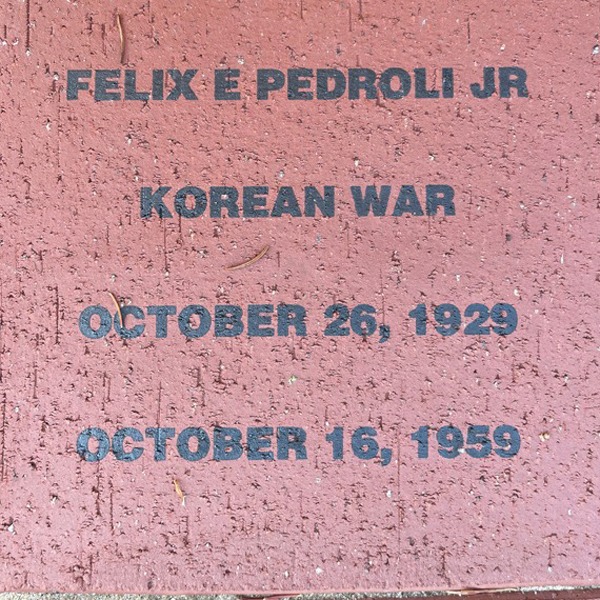 FELIX E PEDROLI JR
KOREAN WAR
OCTOBER 26, 1929
OCTOBER 16, 1959